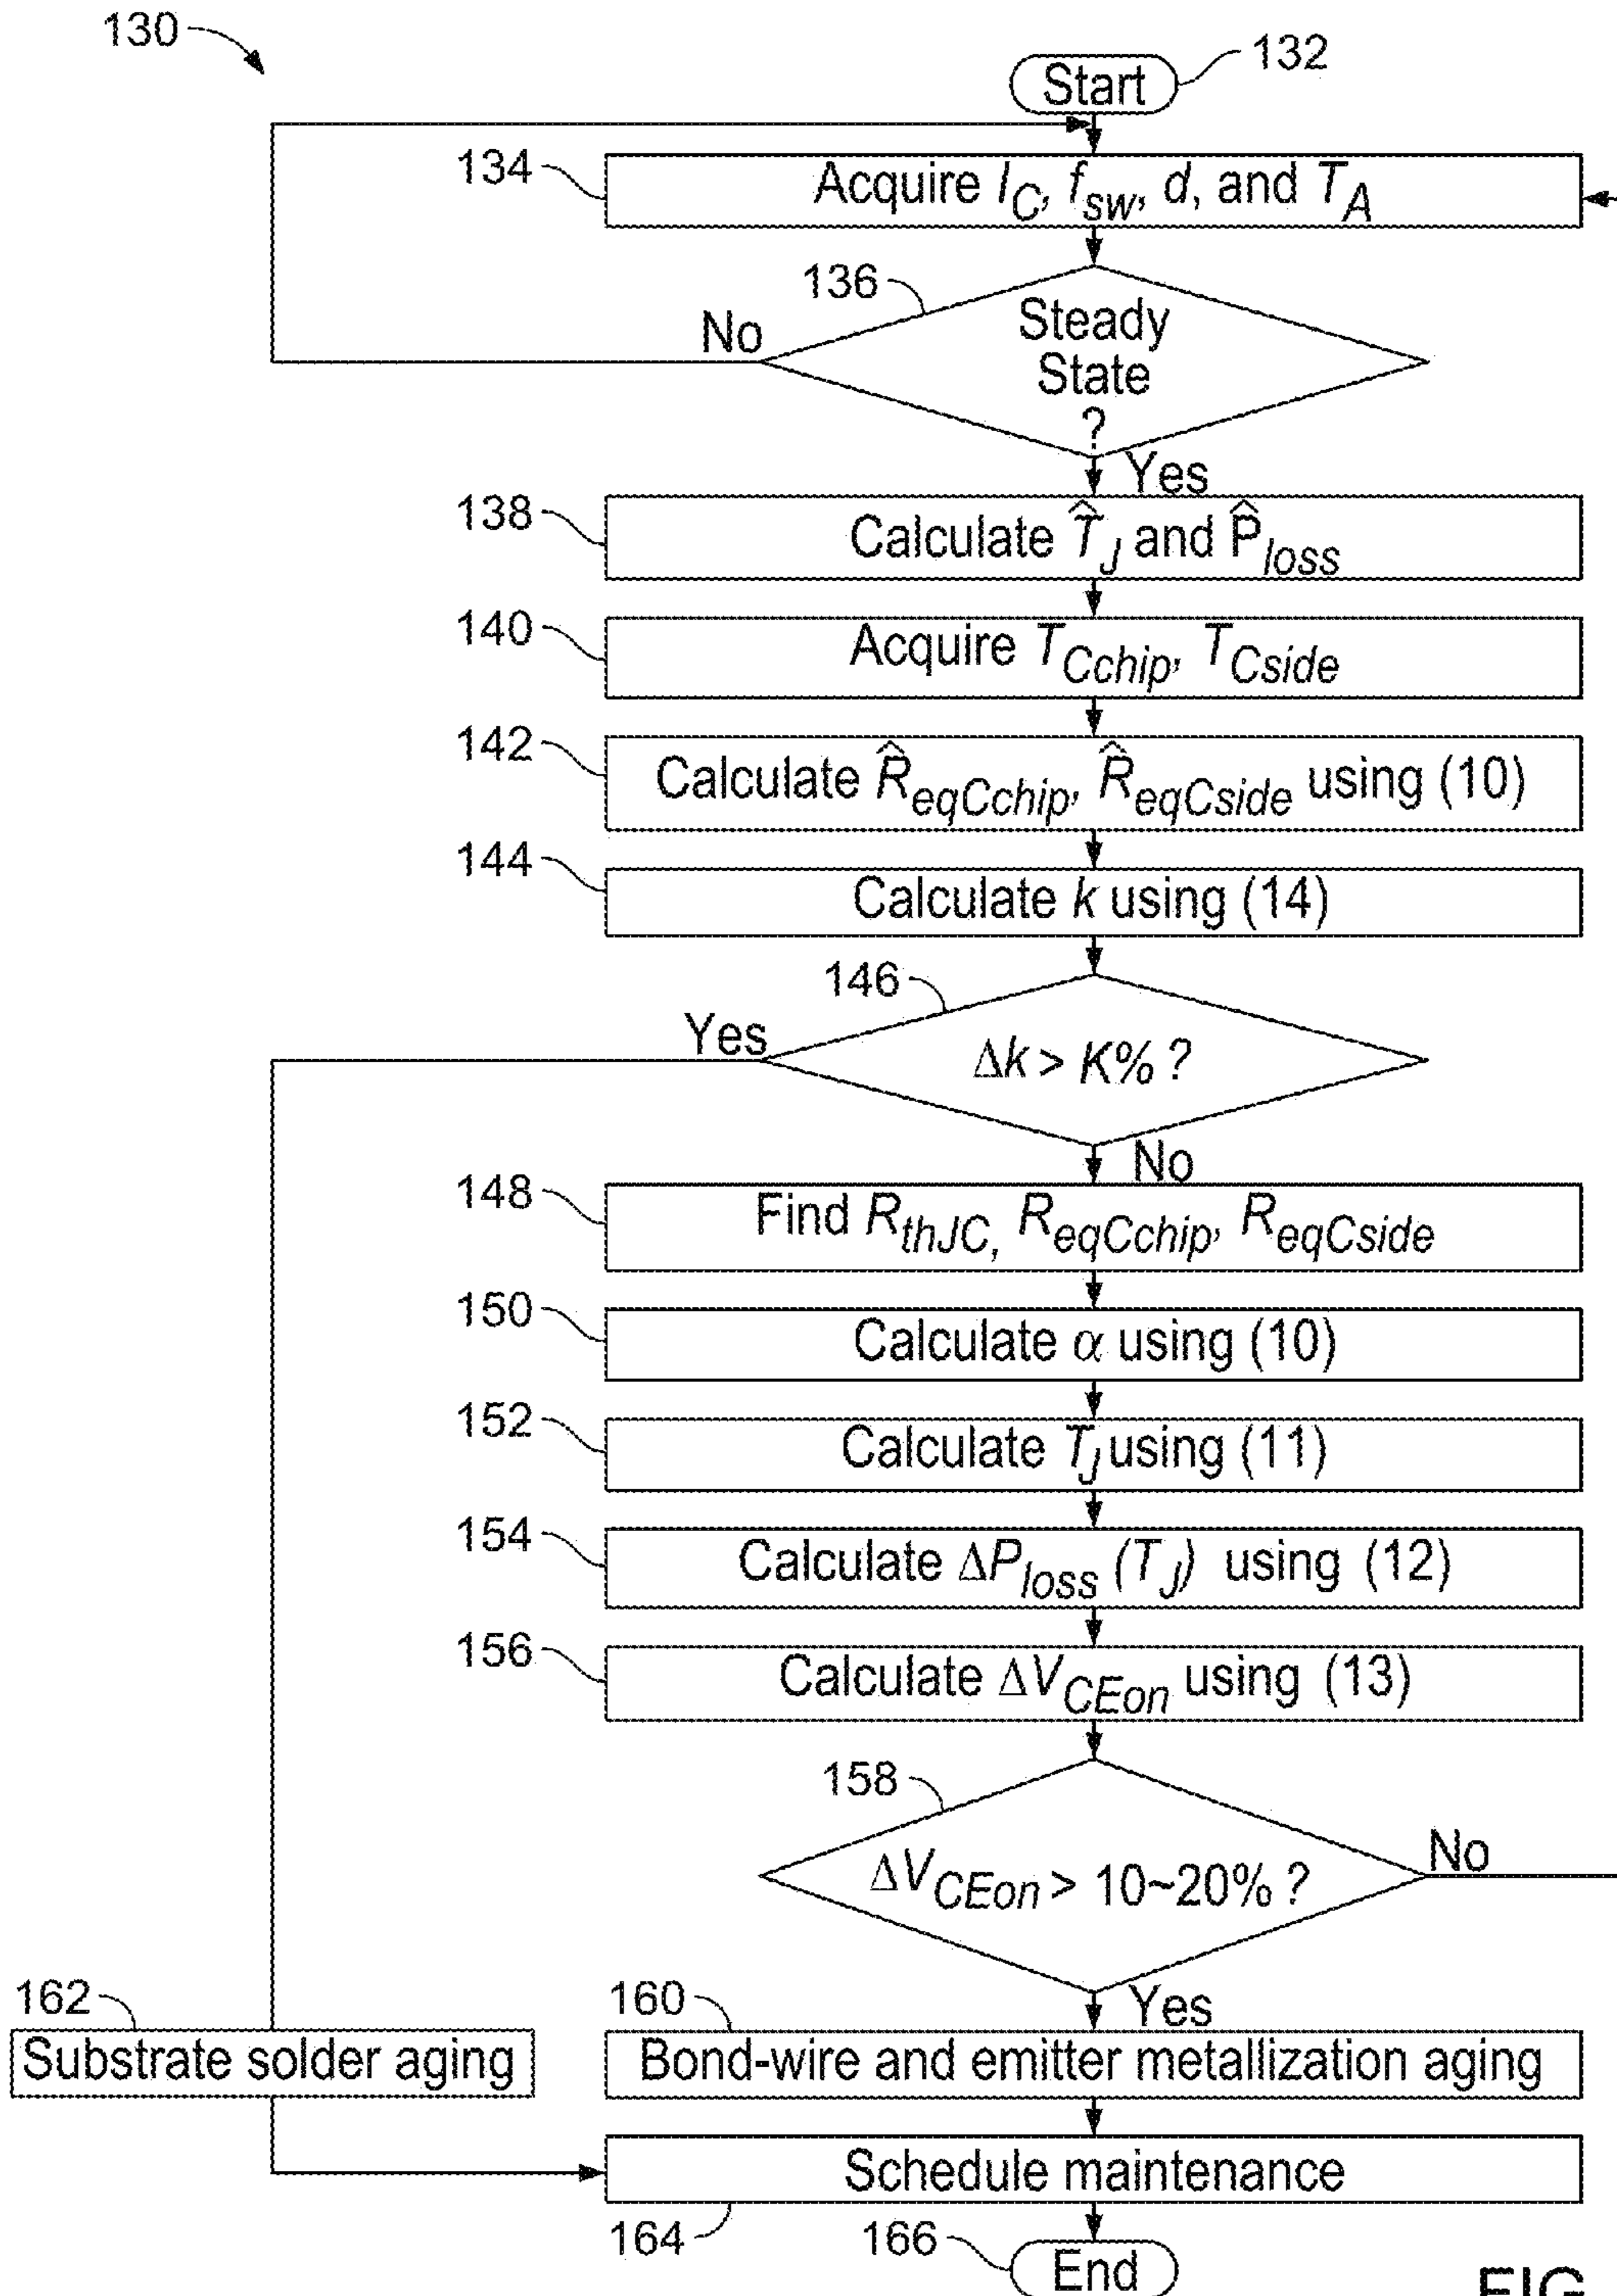 130
Start
132
134
Acquire I_C, f_sw, d, and T_A
136
Steady
State
?
No
Yes
138
Calculate T̂_J and P̂_loss
140
Acquire T_Cchip, T_Cside
142
Calculate R̂_eqCchip, R̂_eqCside using (10)
144
Calculate k using (14)
146
Yes
Δk > K% ?
No
148
Find R_thJC, R_eqCchip, R_eqCside
150
Calculate α using (10)
152
Calculate T_J using (11)
154
Calculate ΔP_loss (T_J) using (12)
156
Calculate ΔV_CEon using (13)
158
ΔV_CEon > 10~20% ?
No
Yes
162
Substrate solder aging
160
Bond-wire and emitter metallization aging
Schedule maintenance
164
166
End
FIG